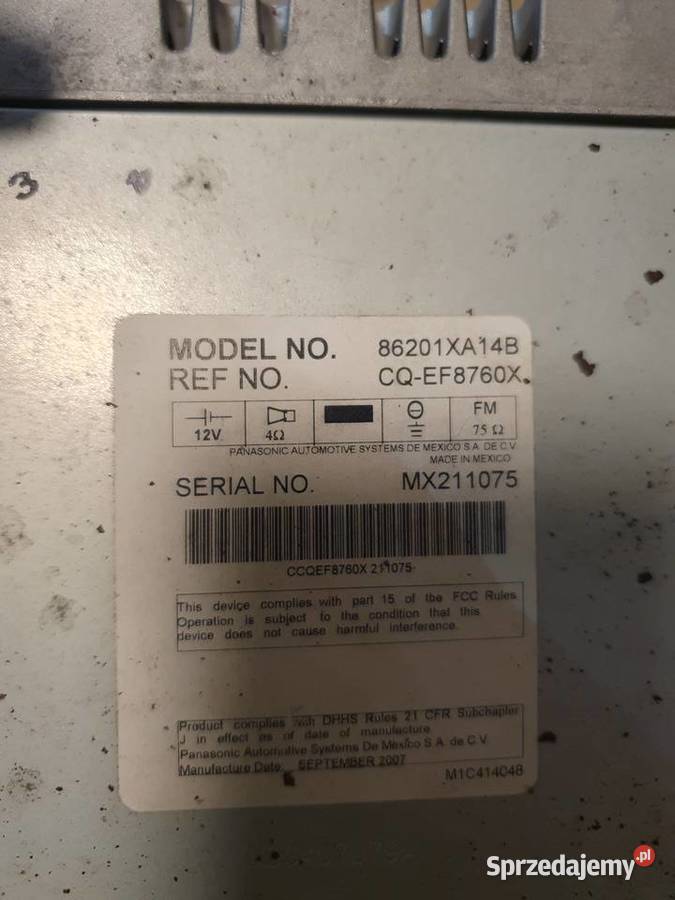 3
MODEL NO. 86201XA14B
REF NO. CQ-EF8760X
12V 4Ω FM 75 Ω
PANASONIC AUTOMOTIVE SYSTEMS DE MEXICO S.A. DE C.V
MADE IN MEXICO
SERIAL NO. MX211075
CCQEF8760X 211075
This device complies with part 15 of the FCC Rules
Operation is subject to the condition that this
device does not cause harmful interference.
Product complies with DHHS Rules 21 CFR Subchapler
J in effect as of date of manufacture
Panasonic Automotive Systems De Mexico S.A. de C.V
Manufacture Date: SEPTEMBER 2007
M1C414048
Sprzedajemy.pl